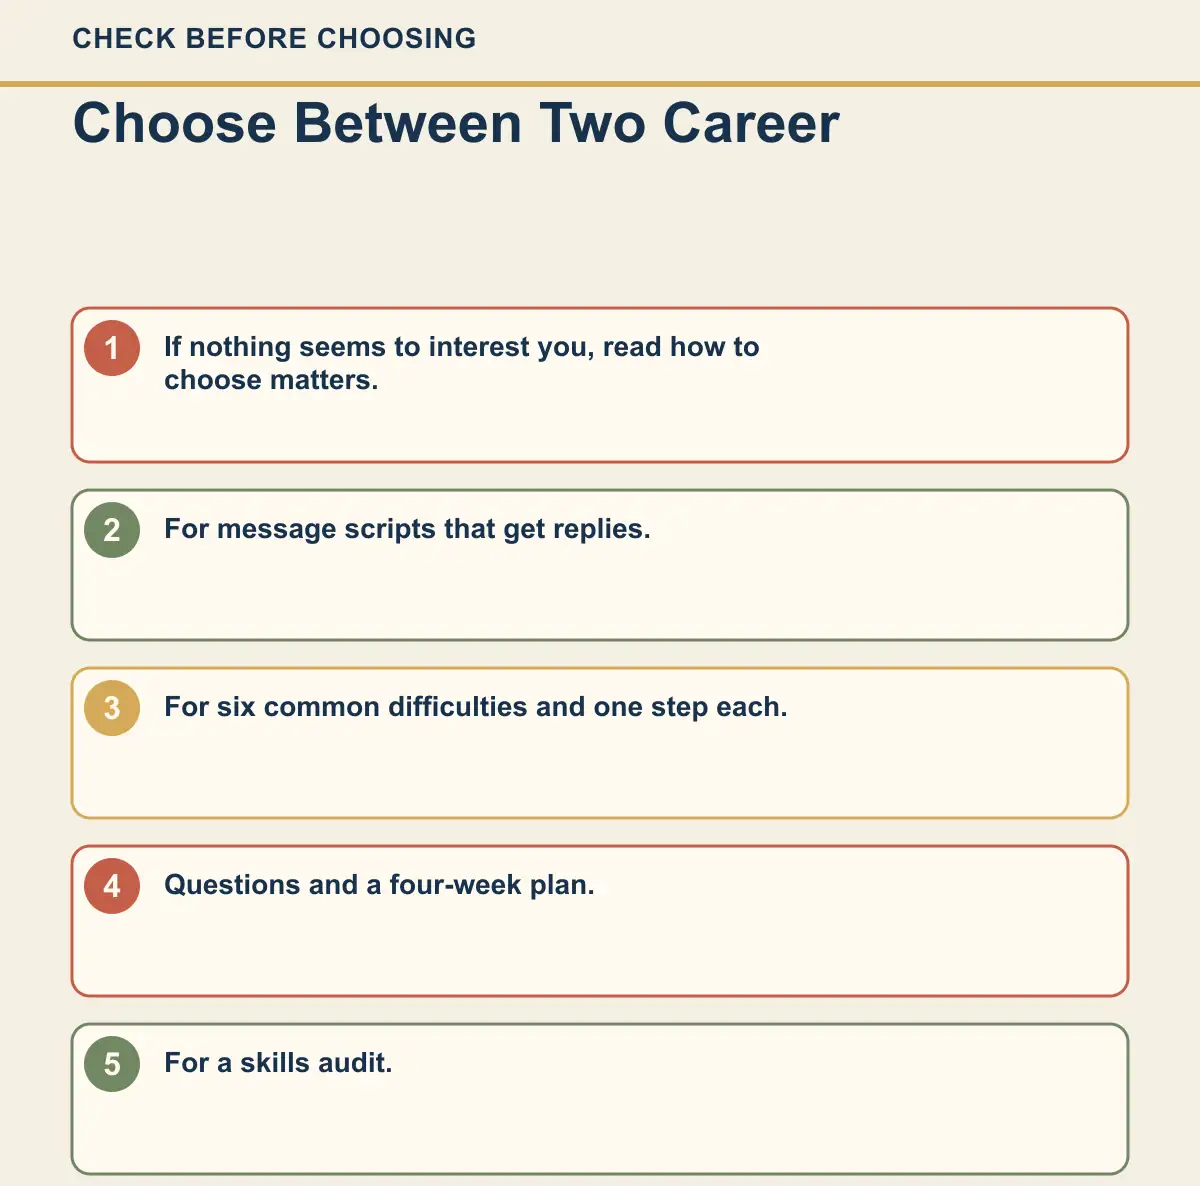 CHECK BEFORE CHOOSING
Choose Between Two Career
1
If nothing seems to interest you, read how to
choose matters.
2
For message scripts that get replies.
3
For six common difficulties and one step each.
4
Questions and a four-week plan.
5
For a skills audit.